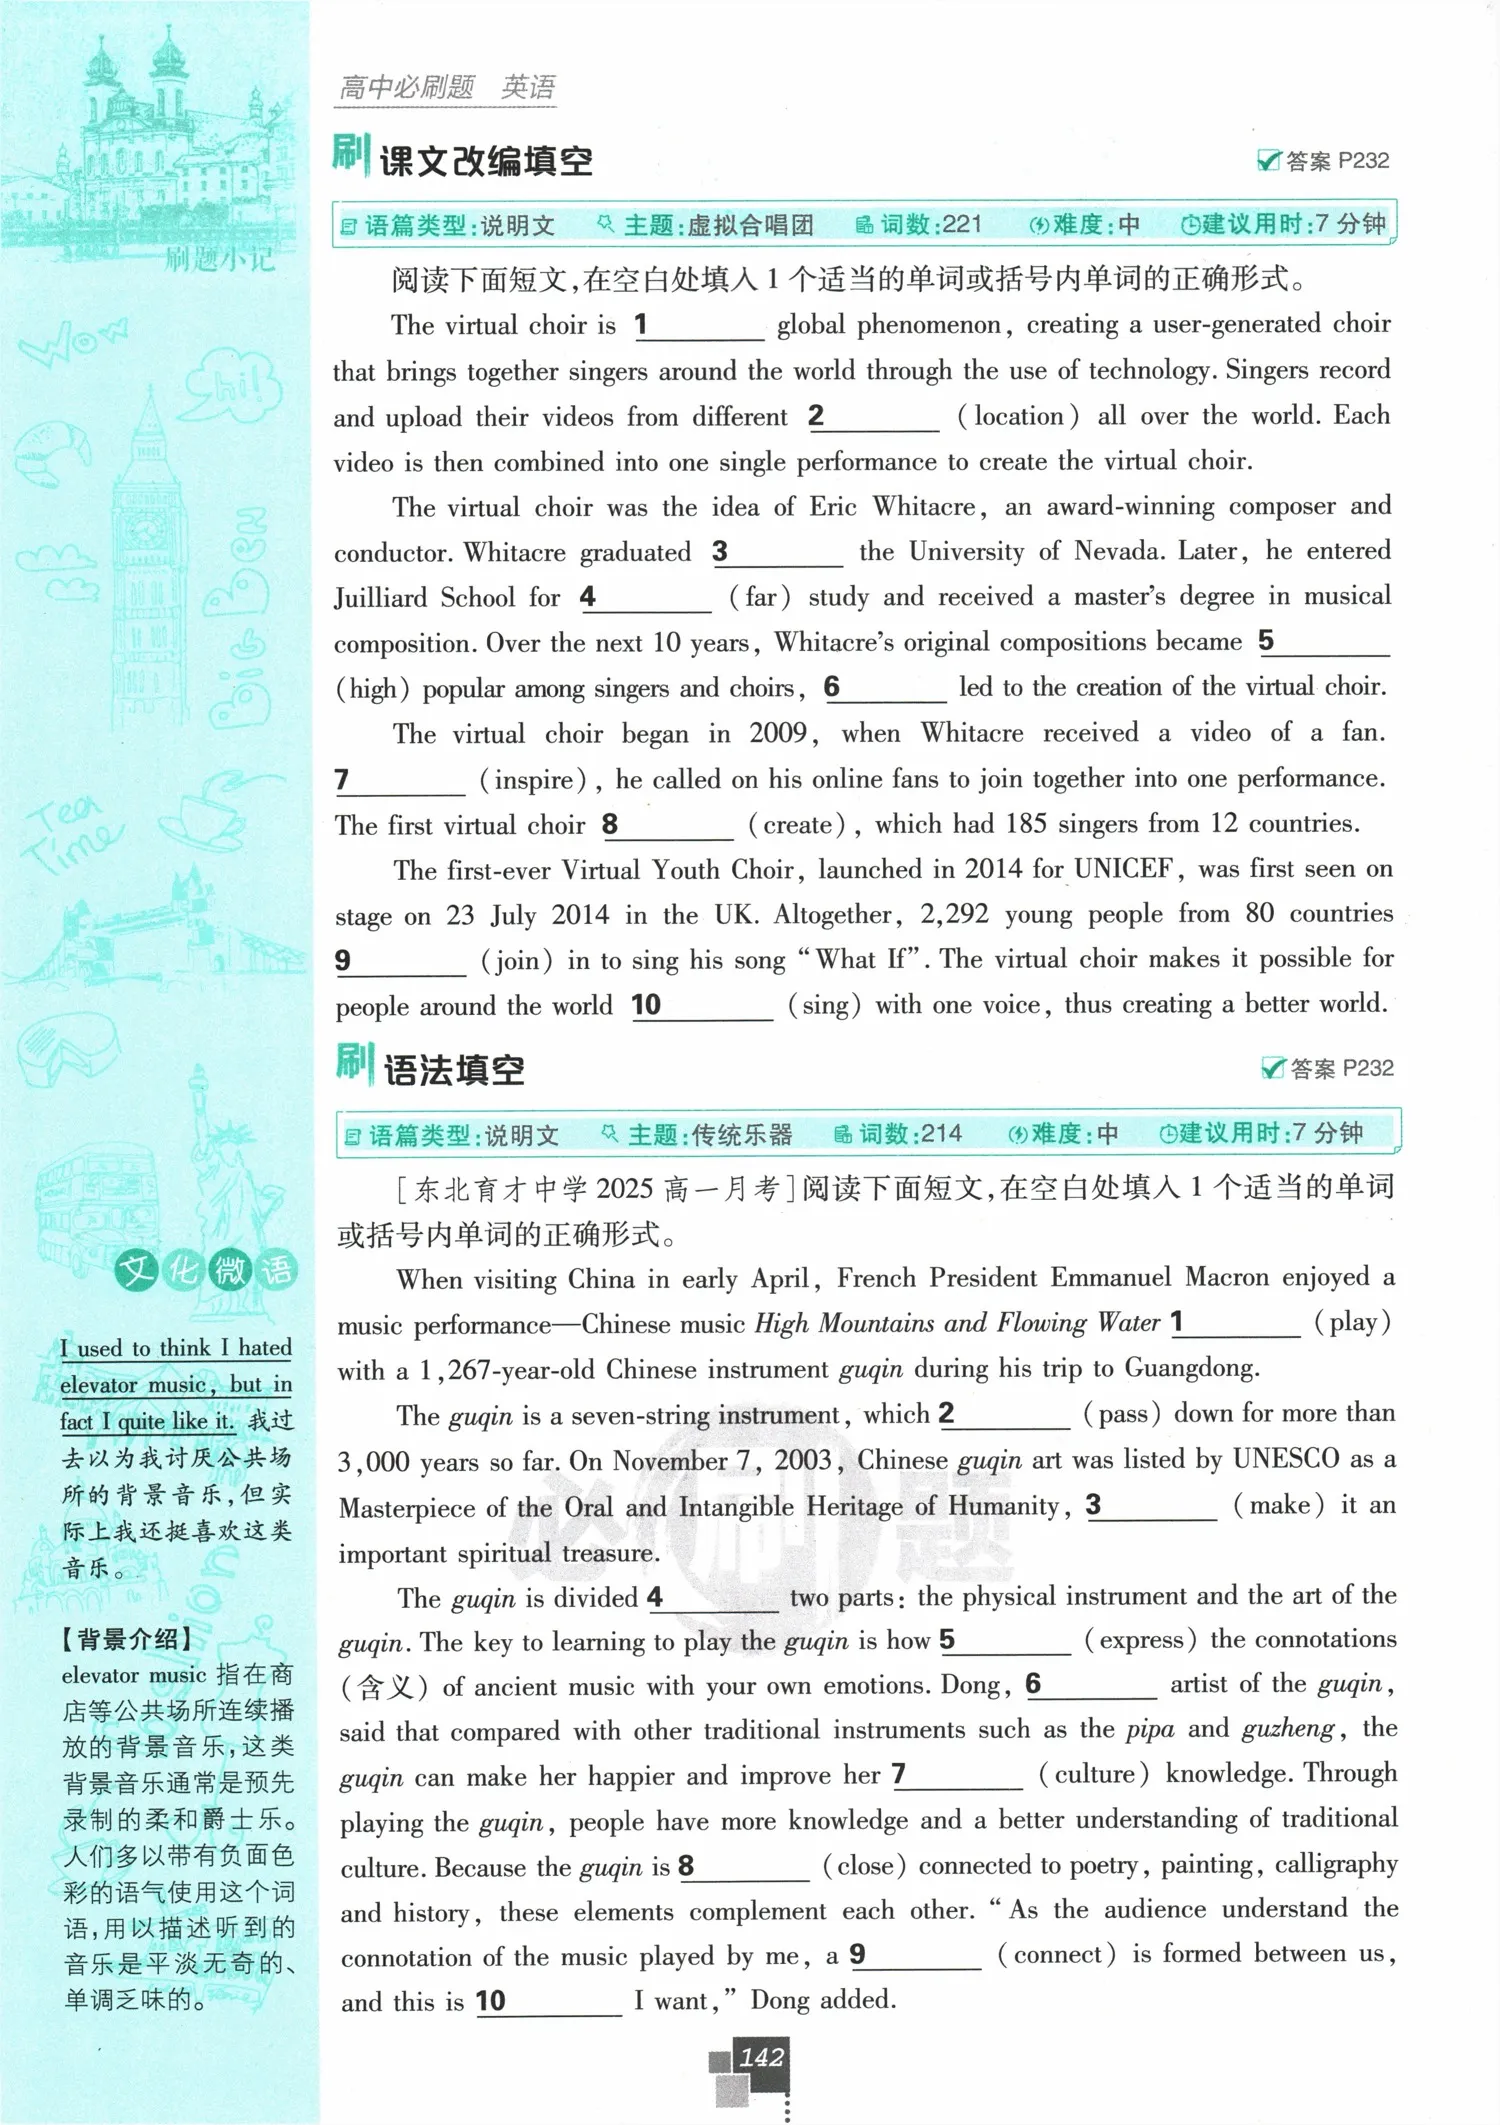 高中必刷题 英语
刷 课文改编填空
答案 P232
语篇类型:说明文 主题:虚拟合唱团 词数:221 难度:中 建议用时:7 分钟
刷题小记
阅读下面短文,在空白处填入 1 个适当的单词或括号内单词的正确形式。
The virtual choir is 1________ global phenomenon, creating a user-generated choir
that brings together singers around the world through the use of technology. Singers record
and upload their videos from different 2________ (location) all over the world. Each
video is then combined into one single performance to create the virtual choir.
The virtual choir was the idea of Eric Whitacre, an award-winning composer and
conductor. Whitacre graduated 3________ the University of Nevada. Later, he entered
Juilliard School for 4________ (far) study and received a master's degree in musical
composition. Over the next 10 years, Whitacre's original compositions became 5________
(high) popular among singers and choirs, 6________ led to the creation of the virtual choir.
The virtual choir began in 2009, when Whitacre received a video of a fan.
7________ (inspire), he called on his online fans to join together into one performance.
The first virtual choir 8________ (create), which had 185 singers from 12 countries.
The first-ever Virtual Youth Choir, launched in 2014 for UNICEF, was first seen on
stage on 23 July 2014 in the UK. Altogether, 2,292 young people from 80 countries
9________ (join) in to sing his song “What If”. The virtual choir makes it possible for
people around the world 10________ (sing) with one voice, thus creating a better world.
刷 语法填空
答案 P232
语篇类型:说明文 主题:传统乐器 词数:214 难度:中 建议用时:7 分钟
[东北育才中学 2025 高一月考]阅读下面短文,在空白处填入 1 个适当的单词
或括号内单词的正确形式。
When visiting China in early April, French President Emmanuel Macron enjoyed a
music performance—Chinese music High Mountains and Flowing Water 1________ (play)
with a 1,267-year-old Chinese instrument guqin during his trip to Guangdong.
The guqin is a seven-string instrument, which 2________ (pass) down for more than
3,000 years so far. On November 7, 2003, Chinese guqin art was listed by UNESCO as a
Masterpiece of the Oral and Intangible Heritage of Humanity, 3________ (make) it an
important spiritual treasure.
The guqin is divided 4________ two parts: the physical instrument and the art of the
guqin. The key to learning to play the guqin is how 5________ (express) the connotations
(含义) of ancient music with your own emotions. Dong, 6________ artist of the guqin,
said that compared with other traditional instruments such as the pipa and guzheng, the
guqin can make her happier and improve her 7________ (culture) knowledge. Through
playing the guqin, people have more knowledge and a better understanding of traditional
culture. Because the guqin is 8________ (close) connected to poetry, painting, calligraphy
and history, these elements complement each other. “As the audience understand the
connotation of the music played by me, a 9________ (connect) is formed between us,
and this is 10________ I want,” Dong added.
Wow
hi!
Big Ben
Tea
Time
文化微语
I used to think I hated
elevator music, but in
fact I quite like it. 我过
去以为我讨厌公共场
所的背景音乐,但实
际上我还挺喜欢这类
音乐。
【背景介绍】
elevator music 指在商
店等公共场所连续播
放的背景音乐,这类
背景音乐通常是预先
录制的柔和爵士乐。
人们多以带有负面色
彩的语气使用这个词
语,用以描述听到的
音乐是平淡无奇的、
单调乏味的。
必刷题
142